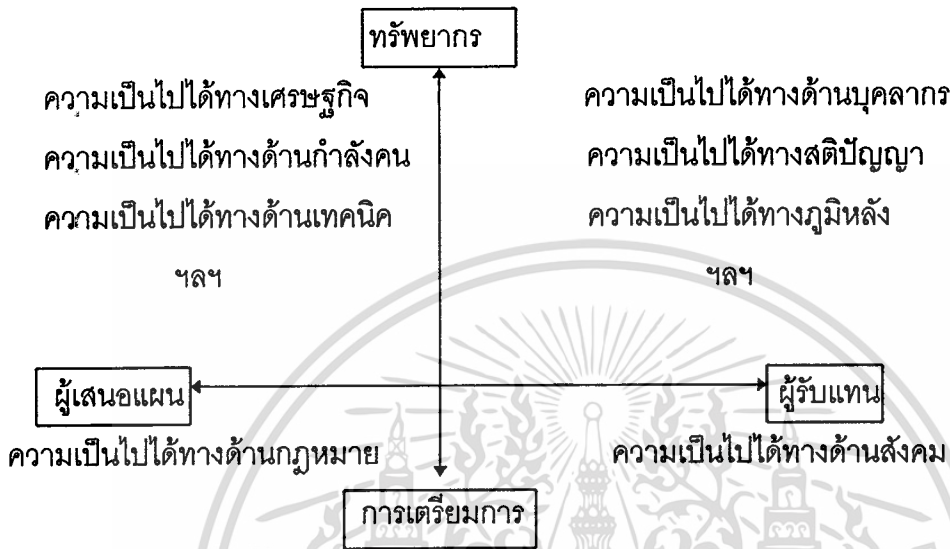 ทรัพยากร
ความเป็นไปได้ทางเศรษฐกิจ
ความเป็นไปได้ทางด้านกำลังคน
ความเป็นไปได้ทางด้านเทคนิค
ฯลฯ
ความเป็นไปได้ทางด้านบุคลากร
ความเป็นไปได้ทางสติปัญญา
ความเป็นไปได้ทางภูมิหลัง
ฯลฯ
ผู้เสนอแผน
ผู้รับแทน
ความเป็นไปได้ทางด้านกฎหมาย
ความเป็นไปได้ทางด้านสังคม
การเตรียมการ